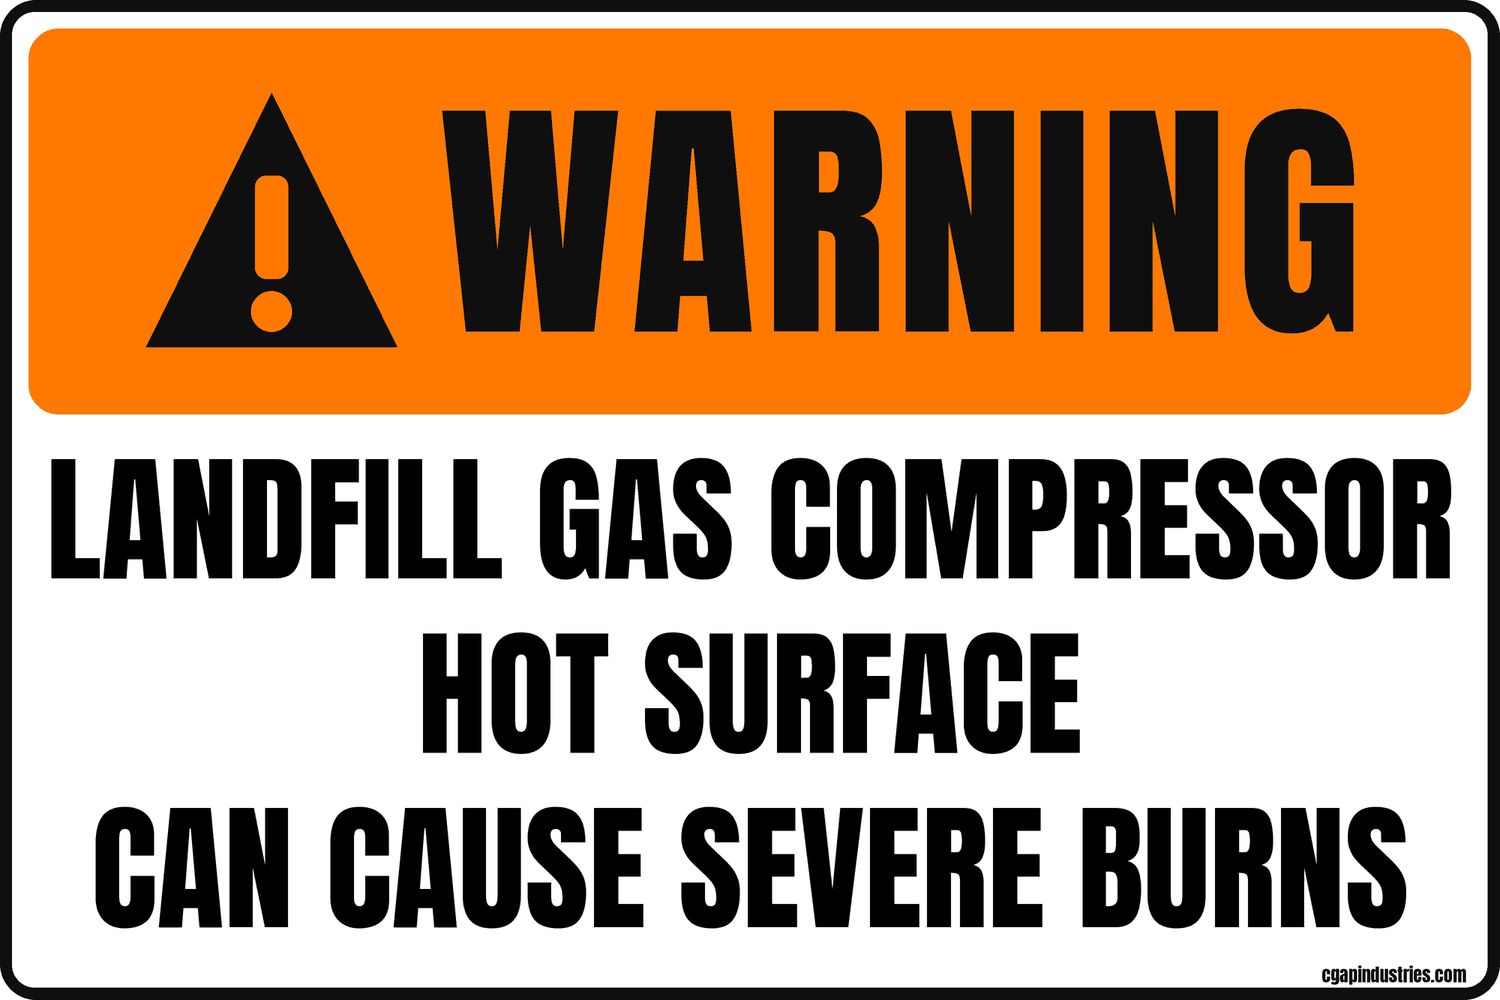 WARNING
LANDFILL GAS COMPRESSOR
HOT SURFACE
CAN CAUSE SEVERE BURNS
cgapindustries.com